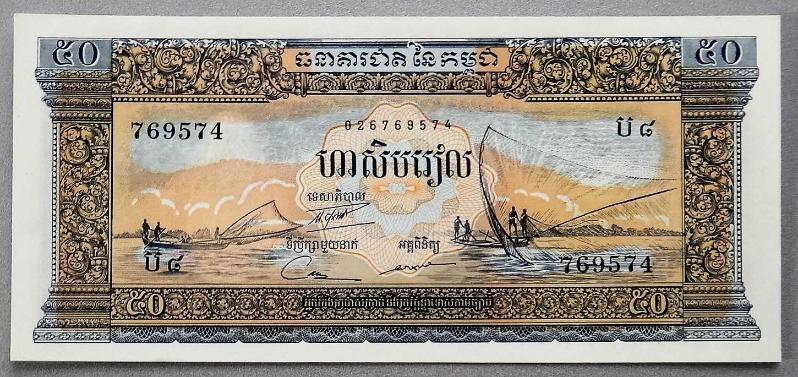 ៥០
ធនាគារជាតិនៃកម្ពុជា
៥០
026769574
769574
ប៊ ៨
ហាសិបរៀល
ទេសាភិបាល
ទីប្រឹក្សាមួយនាក់
អគ្គពិនិត្យ
ប៊ ៨
769574
៥០
៥០